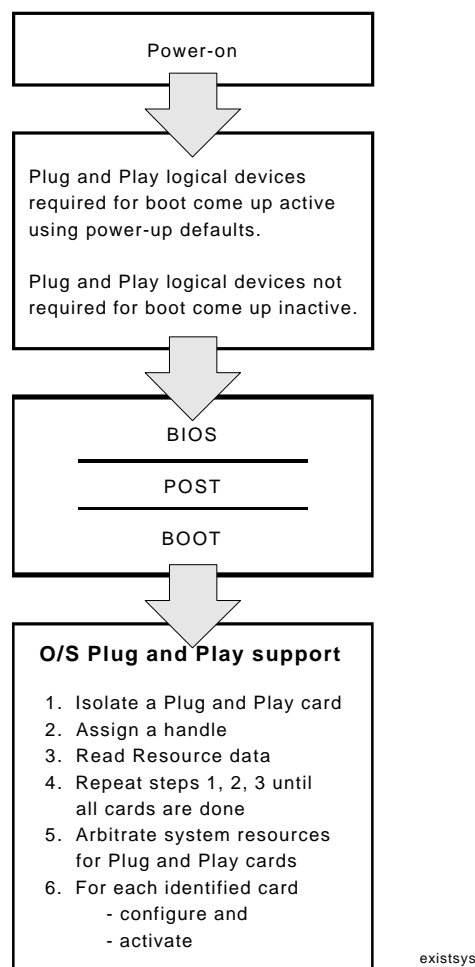 Power-on
Plug and Play logical devices
required for boot come up active
using power-up defaults.
Plug and Play logical devices not
required for boot come up inactive.
BIOS
POST
BOOT
O/S Plug and Play support
1. Isolate a Plug and Play card
2. Assign a handle
3. Read Resource data
4. Repeat steps 1, 2, 3 until
all cards are done
5. Arbitrate system resources
for Plug and Play cards
6. For each identified card
- configure and
- activate
existsys